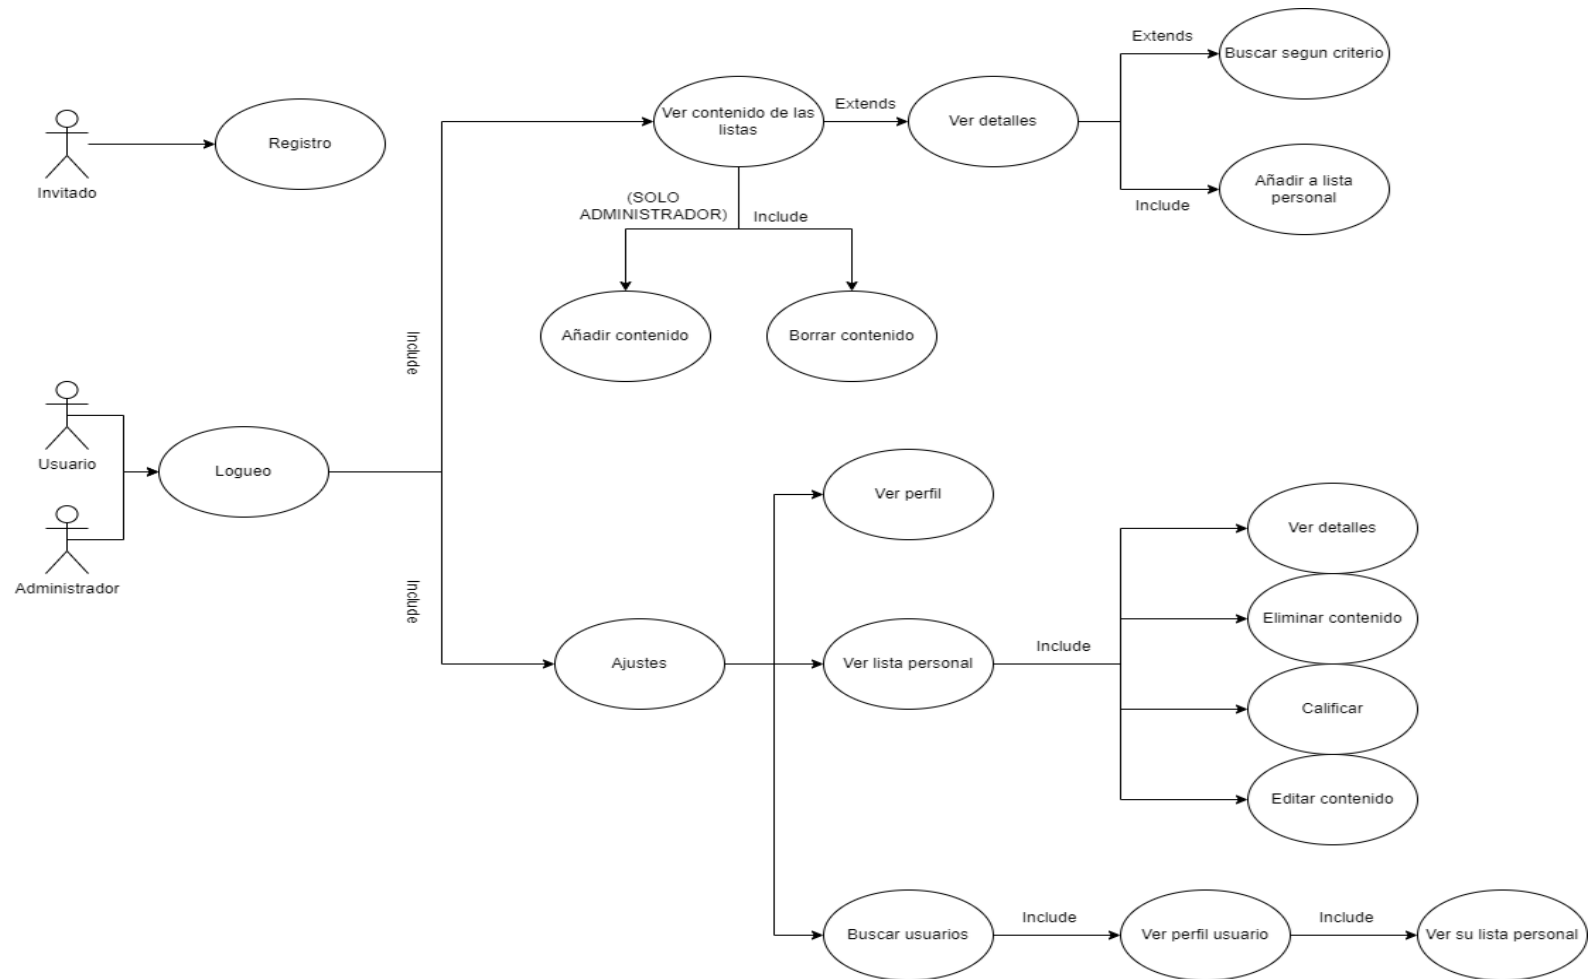 Extends
Buscar segun criterio
Ver contenido de las
listas
Extends
Ver detalles
Registro
Invitado
Añadir a lista
personal
Include
(SOLO
ADMINISTRADOR)
Include
Añadir contenido
Borrar contenido
Include
Usuario
Logueo
Administrador
Include
Ver perfil
Ver detalles
Eliminar contenido
Ajustes
Ver lista personal
Include
Calificar
Editar contenido
Buscar usuarios
Include
Ver perfil usuario
Include
Ver su lista personal